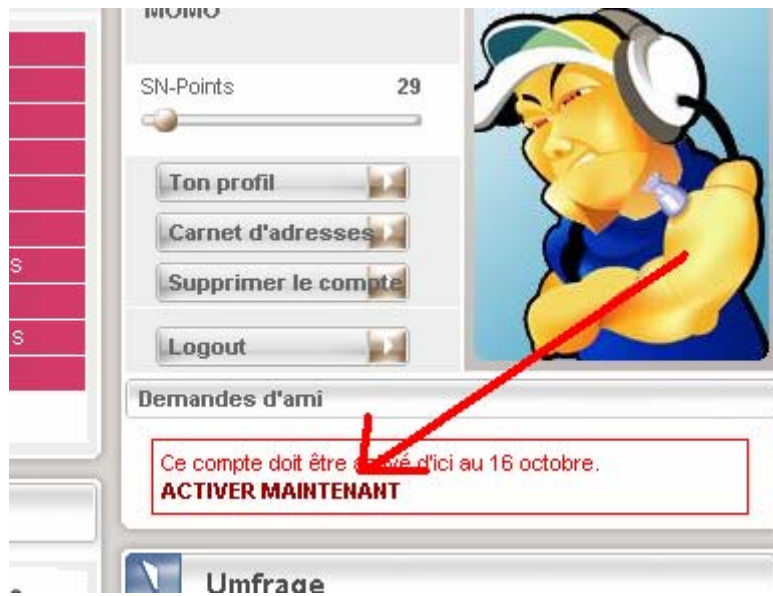 MOMO
SN-Points 29
Ton profil
Carnet d'adresses
Supprimer le compte
Logout
s
s
Demandes d'ami
Ce compte doit être d'ici au 16 octobre.
ACTIVER MAINTENANT
Umfrage